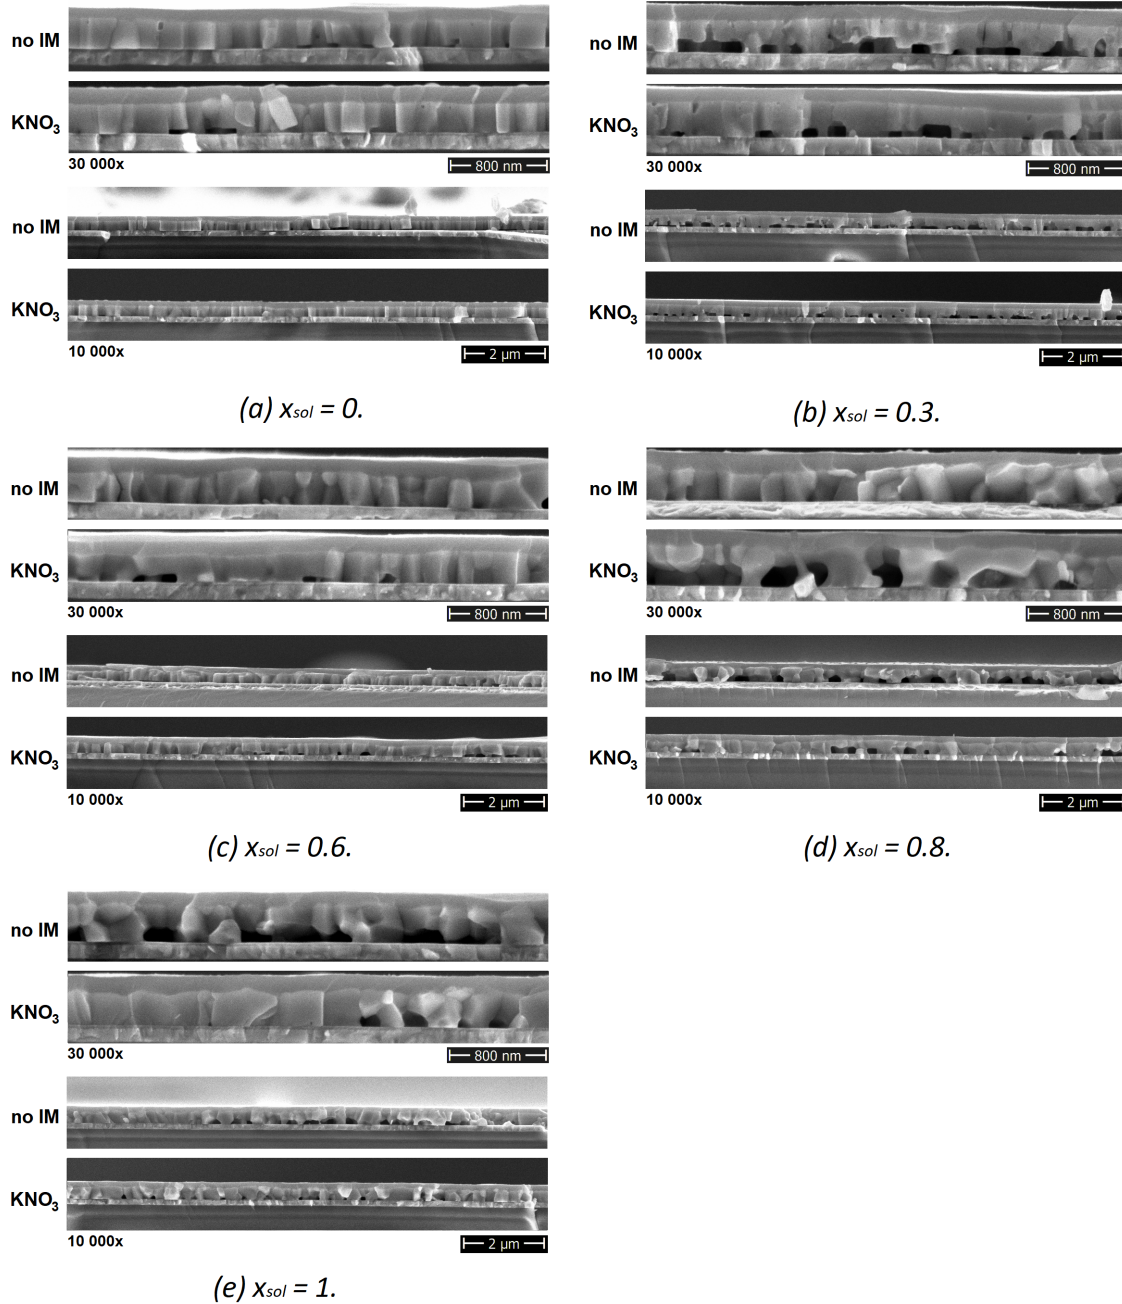 no IM
KNO3
30 000x
800 nm
no IM
KNO3
10 000x
2 µm
(a) xsol = 0.
no IM
KNO3
30 000x
800 nm
no IM
KNO3
10 000x
2 µm
(b) xsol = 0.3.
no IM
KNO3
30 000x
800 nm
no IM
KNO3
10 000x
2 µm
(c) xsol = 0.6.
no IM
KNO3
30 000x
800 nm
no IM
KNO3
10 000x
2 µm
(d) xsol = 0.8.
no IM
KNO3
30 000x
800 nm
no IM
KNO3
10 000x
2 µm
(e) xsol = 1.